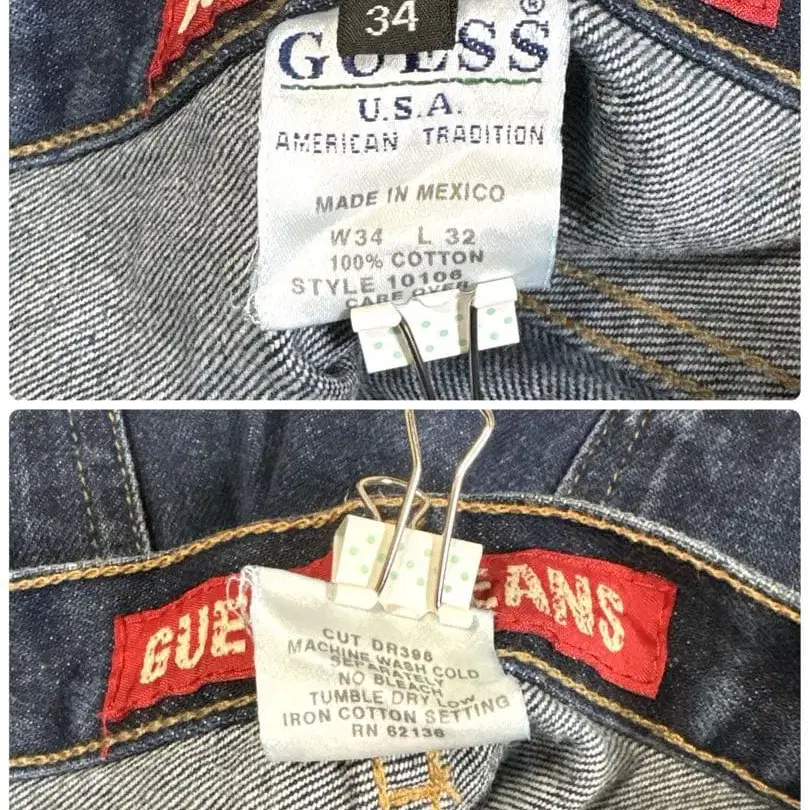 34
GUESS®
U.S.A.
AMERICAN TRADITION
MADE IN MEXICO
W34 L 32
100% COTTON
STYLE 10106
CARE OVER
GUE EANS
CUT DR398
MACHINE WASH COLD
SEPARATELY
NO BLEACH
TUMBLE DRY LOW
IRON COTTON SETTING
RN 62136